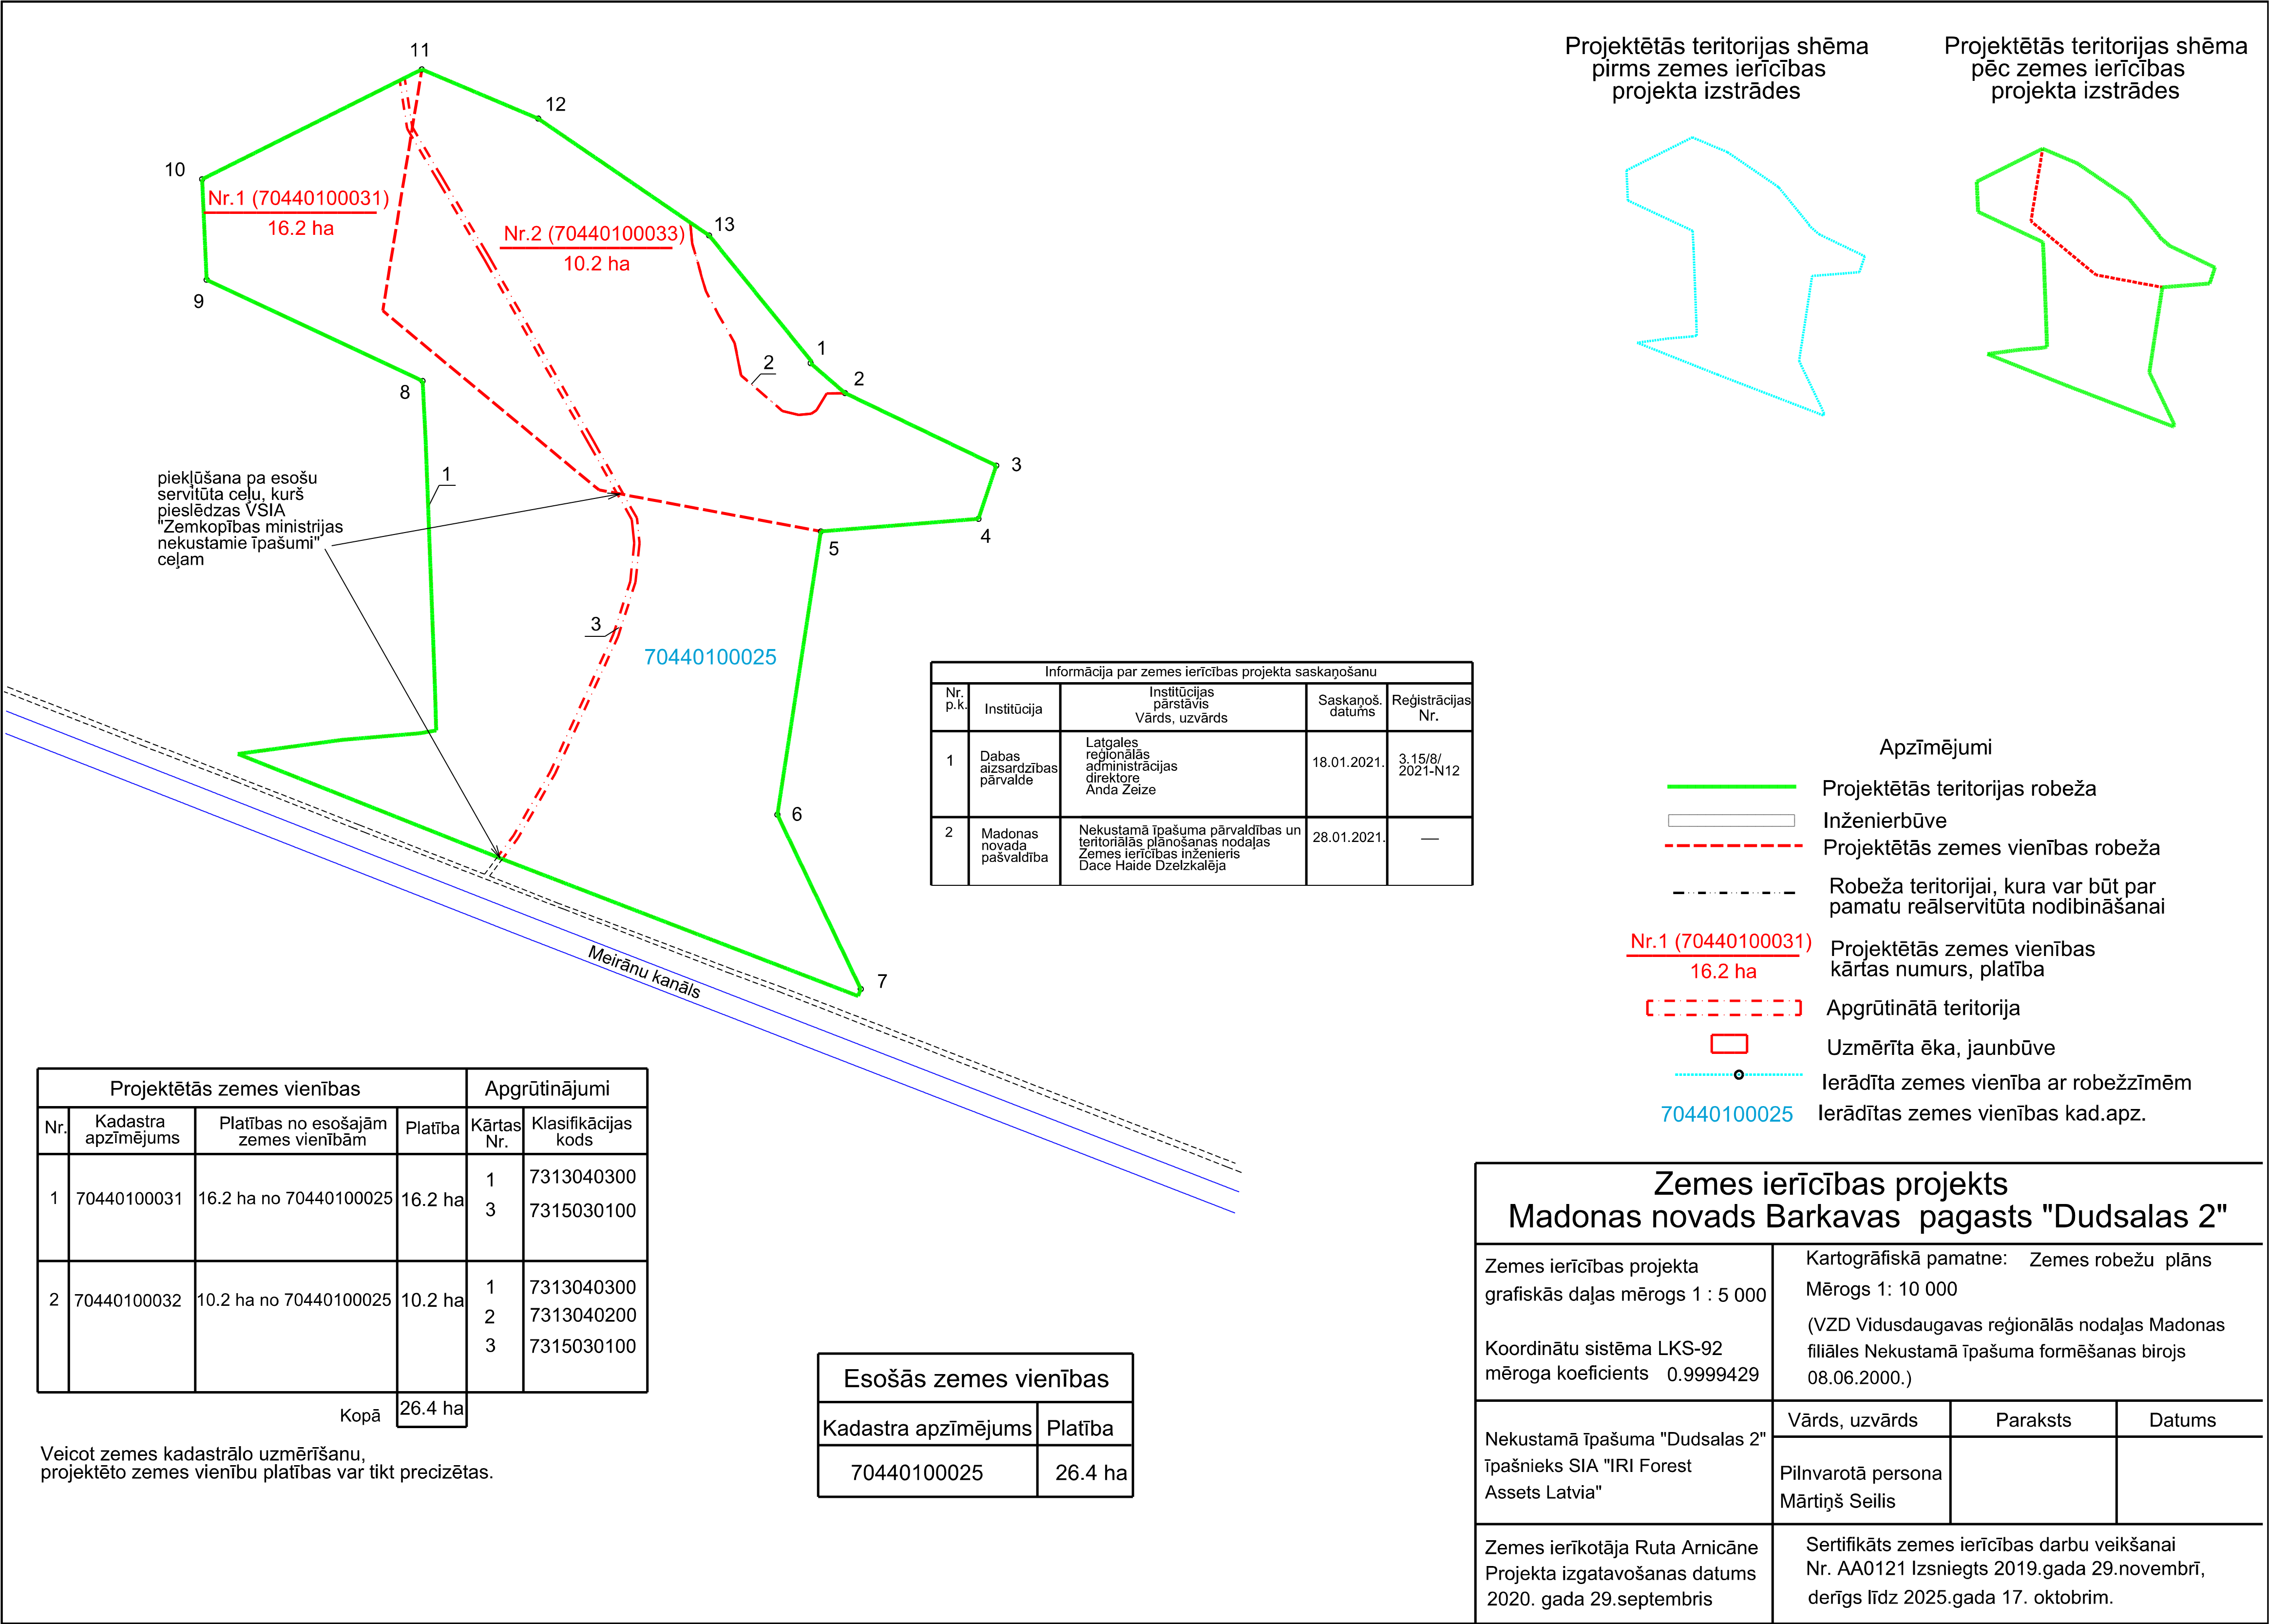 11
12
10
Nr.1 (70440100031)
16.2 ha
13
Nr.2 (70440100033)
10.2 ha
9
8
1
2
2
3
1
4
5
3
6
7
piekļūšana pa esošu
servitūta ceļu, kurš
pieslēdzas VSIA
"Zemkopības ministrijas
nekustamie īpašumi"
ceļam
70440100025
Meirānu kanāls
Projektētās teritorijas shēma
pirms zemes ierīcības
projekta izstrādes
Projektētās teritorijas shēma
pēc zemes ierīcības
projekta izstrādes
Informācija par zemes ierīcības projekta saskaņošanu
Nr.
p.k.
Institūcija
Institūcijas
pārstāvis
Vārds, uzvārds
Saskaņoš.
datums
Reģistrācijas
Nr.
1
Dabas
aizsardzības
pārvalde
Latgales
reģionālās
administrācijas
direktore
Anda Zeize
18.01.2021.
3.15/8/
2021-N12
2
Madonas
novada
pašvaldība
Nekustamā īpašuma pārvaldības un
teritoriālās plānošanas nodaļas
Zemes ierīcības inženieris
Dace Haide Dzelzkalēja
28.01.2021.
—
Apzīmējumi
Projektētās teritorijas robeža
Inženierbūve
Projektētās zemes vienības robeža
Robeža teritorijai, kura var būt par
pamatu reālservitūta nodibināšanai
Nr.1 (70440100031)
16.2 ha
Projektētās zemes vienības
kārtas numurs, platība
Apgrūtinātā teritorija
Uzmērīta ēka, jaunbūve
Ierādīta zemes vienība ar robežzīmēm
70440100025 Ierādītas zemes vienības kad.apz.
Projektētās zemes vienības
Apgrūtinājumi
Nr.
Kadastra
apzīmējums
Platības no esošajām
zemes vienībām
Platība
Kārtas
Nr.
Klasifikācijas
kods
1 70440100031 16.2 ha no 70440100025 16.2 ha
1 7313040300
3 7315030100
2 70440100032 10.2 ha no 70440100025 10.2 ha
1 7313040300
2 7313040200
3 7315030100
Kopā 26.4 ha
Veicot zemes kadastrālo uzmērīšanu,
projektēto zemes vienību platības var tikt precizētas.
Esošās zemes vienības
Kadastra apzīmējums Platība
70440100025 26.4 ha
Zemes ierīcības projekts
Madonas novads Barkavas pagasts "Dudsalas 2"
Zemes ierīcības projekta
grafiskās daļas mērogs 1 : 5 000
Koordinātu sistēma LKS-92
mēroga koeficients 0.9999429
Kartogrāfiskā pamatne: Zemes robežu plāns
Mērogs 1: 10 000
(VZD Vidusdaugavas reģionālās nodaļas Madonas
filiāles Nekustamā īpašuma formēšanas birojs
08.06.2000.)
Nekustamā īpašuma "Dudsalas 2"
īpašnieks SIA "IRI Forest
Assets Latvia"
Vārds, uzvārds Paraksts Datums
Pilnvarotā persona
Mārtiņš Seilis
Zemes ierīkotāja Ruta Arnicāne
Projekta izgatavošanas datums
2020. gada 29.septembris
Sertifikāts zemes ierīcības darbu veikšanai
Nr. AA0121 Izsniegts 2019.gada 29.novembrī,
derīgs līdz 2025.gada 17. oktobrim.